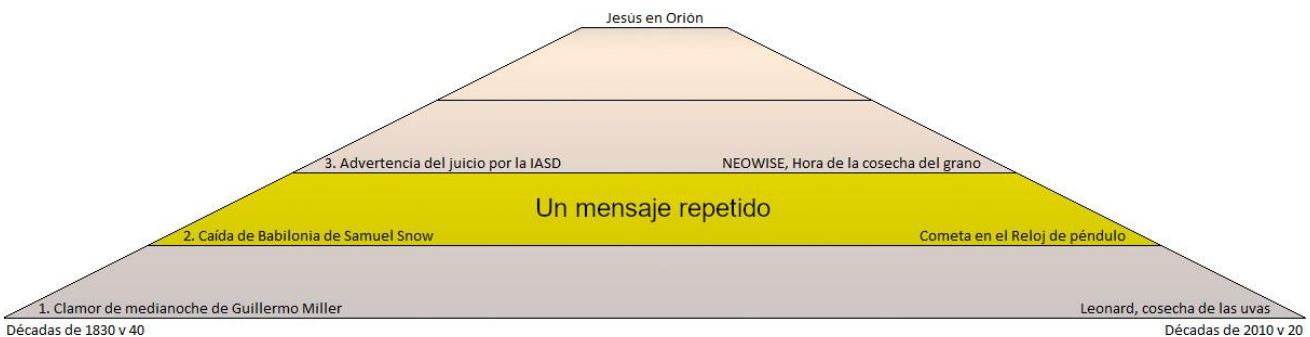 Jesús en Orión
3. Advertencia del juicio por la IASD
NEOWISE, Hora de la cosecha del grano
Un mensaje repetido
2. Caída de Babilonia de Samuel Snow
Cometa en el Reloj de péndulo
1. Clamor de medianoche de Guillermo Miller
Leonard, cosecha de las uvas
Décadas de 1830 y 40
Décadas de 2010 y 20